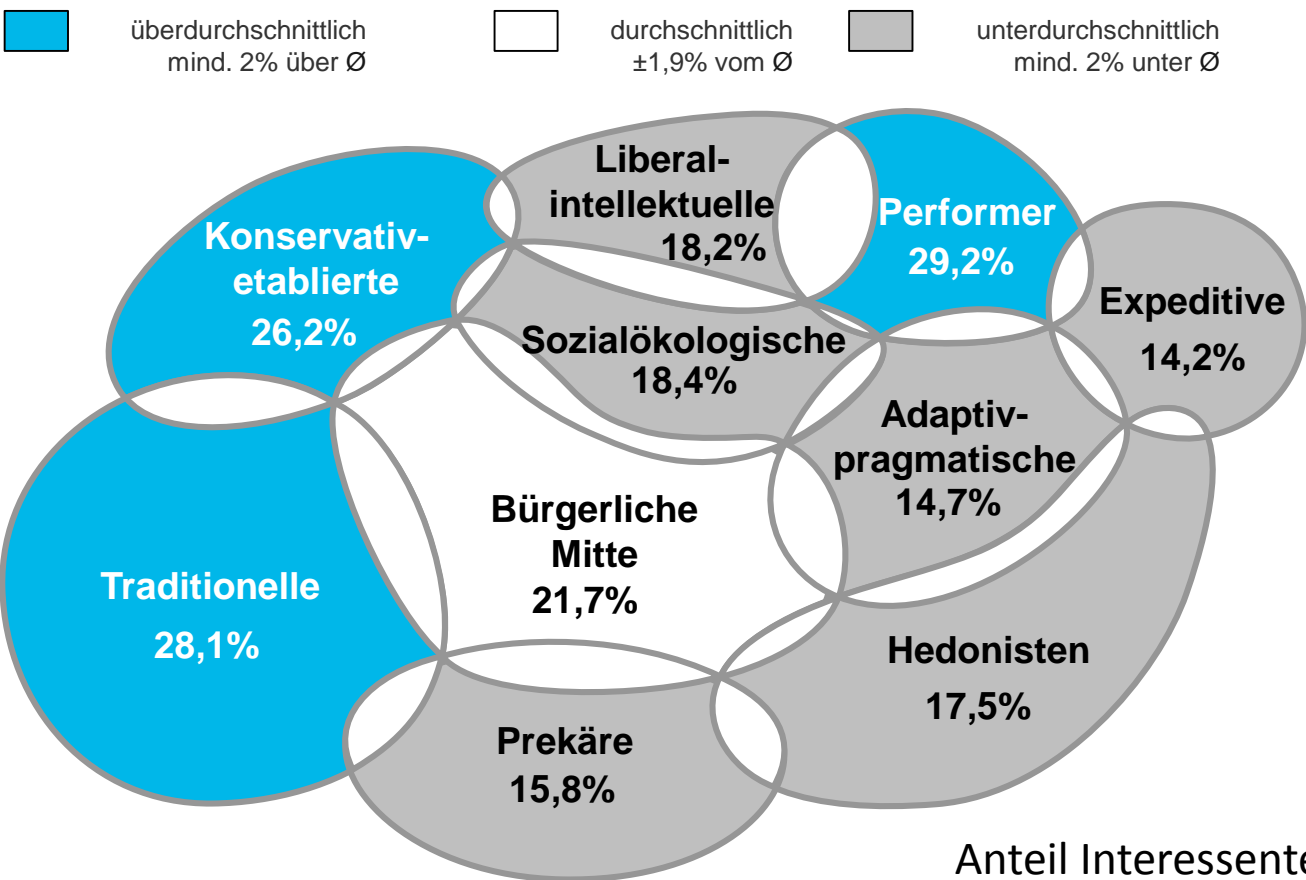 überdurchschnittlich
mind. 2% über Ø
durchschnittlich
±1,9% vom Ø
unterdurchschnittlich
mind. 2% unter Ø
Liberal-
intellektuelle
18,2%
Performer
29,2%
Konservativ-
etablierte
26,2%
Expeditive
14,2%
Sozialökologische
18,4%
Adaptiv-
pragmatische
14,7%
Bürgerliche
Mitte
21,7%
Traditionelle
28,1%
Hedonisten
17,5%
Prekäre
15,8%
Anteil Interessente